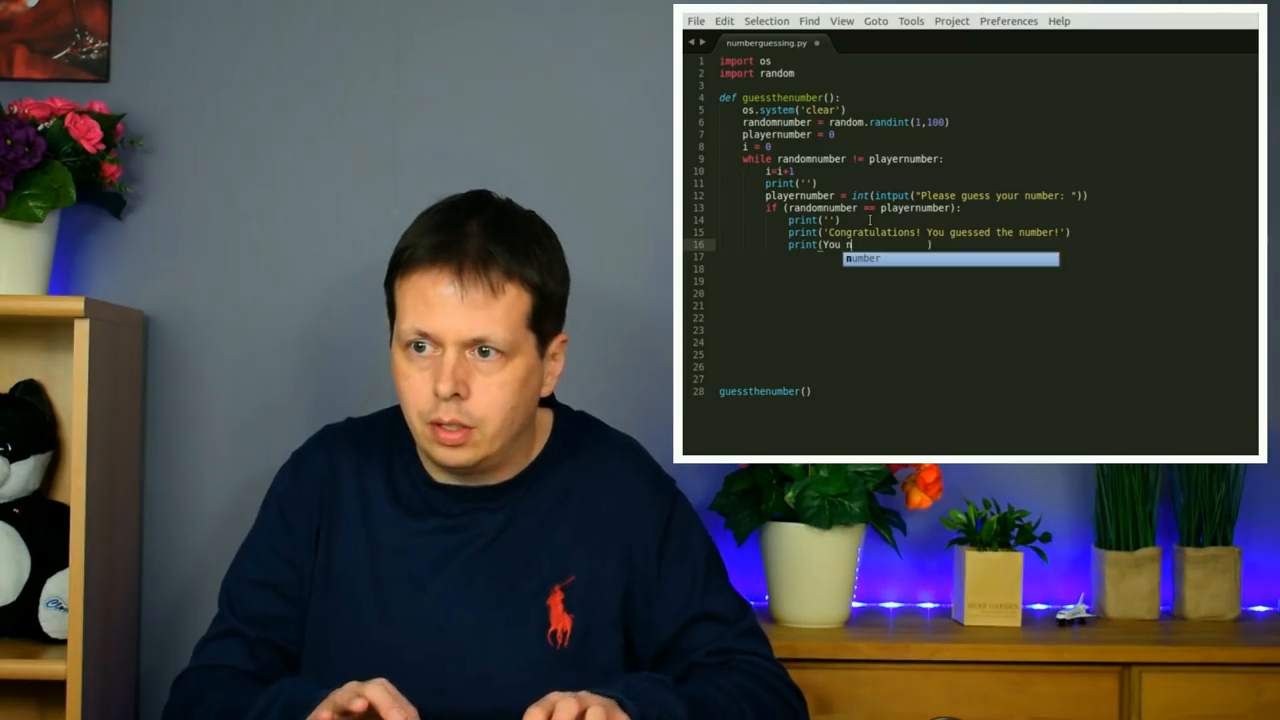 File Edit Selection Find View Goto Tools Project Preferences Help
numberguessing.py
1 import os
2 import random
3
4 def guessthenumber():
5 os.system('clear')
6 randomnumber = random.randint(1,100)
7 playernumber = 0
8 i = 0
9 while randomnumber != playernumber:
10 i=i+1
11 print('')
12 playernumber = int(intput("Please guess your number: "))
13 if (randomnumber == playernumber):
14 print('')
15 print('Congratulations! You guessed the number!')
16 print(You n )
17 number
18
19
20
21
22
23
24
25
26
27
28 guessthenumber()
HERB GARDEN